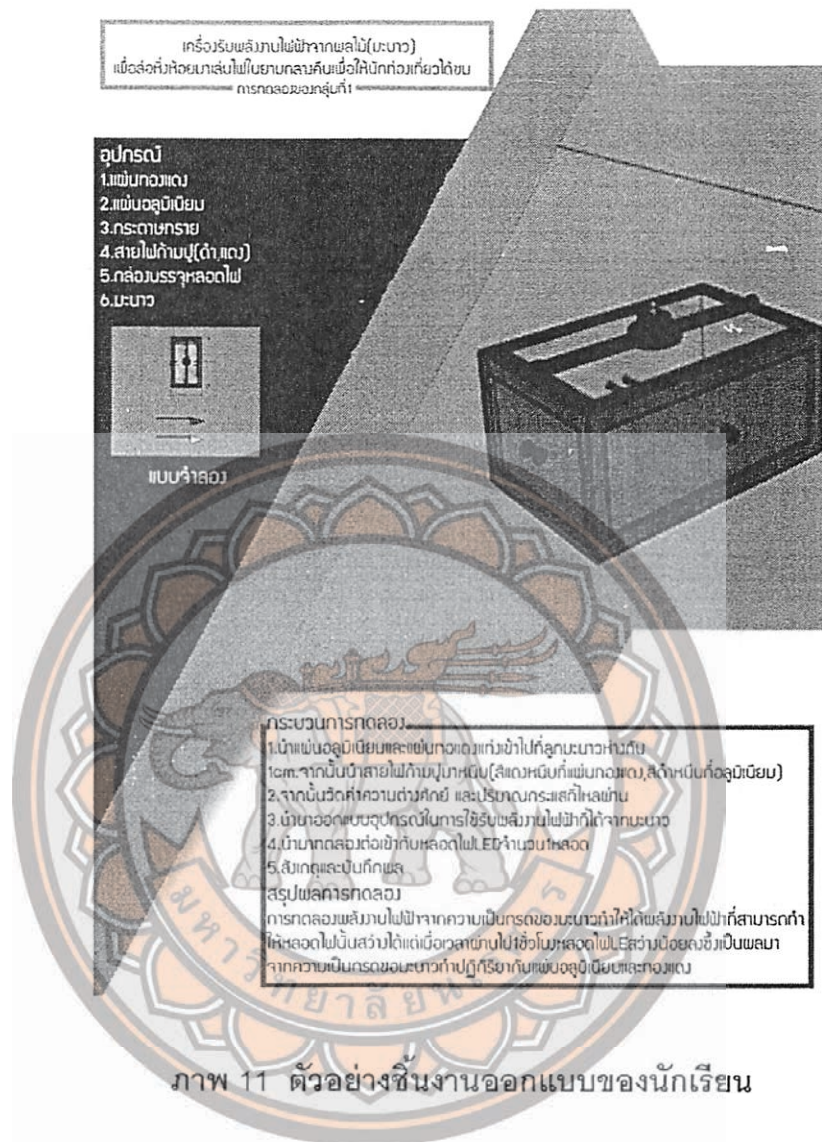 เครื่องรับพลังงานไฟฟ้าจากผลไม้(มะนาว)
เพื่อล่อหิ่งห้อยมาเล่นไฟในยามกลางคืนเพื่อให้นักท่องเที่ยวได้ชม
การทดลองของกลุ่มที่1
อุปกรณ์
1.แผ่นทองแดง
2.แผ่นอลูมิเนียม
3.กระดาษทราย
4.สายไฟก้ามปู(ดำ,แดง)
5.กล่องบรรจุหลอดไฟ
6.มะนาว
แบบจำลอง
กระบวนการทดลอง
1.นำแผ่นอลูมิเนียมและแผ่นทองแดงแท่งเข้าไปที่ลูกมะนาวห่างกัน
1cm.จากนั้นนำสายไฟก้ามปูมาหนีบ(สีแดงหนีบที่แผ่นทองแดง,สีดำหนีบที่อลูมิเนียม)
2.จากนั้นวัดค่าความต่างศักย์ และปริมาณกระแสที่ไหลผ่าน
3.นำมาออกแบบอุปกรณ์ในการใช้รับพลังงานไฟฟ้าที่ได้จากมะนาว
4.นำมาทดลองต่อเข้ากับหลอดไฟLEDจำนวน1หลอด
5.สังเกตุและบันทึกผล
สรุปผลการทดลอง
การทดลองพลังงานไฟฟ้าจากความเป็นกรดของมะนาวทำให้ได้พลังงานไฟฟ้าที่สามารถทำ
ให้หลอดไฟนั้นสว่างได้แต่เมื่อเวลาผ่านไป1ชั่วโมงหลอดไฟLEสว่างน้อยลงซึ่งเป็นผลมา
จากความเป็นกรดขอมะนาวทำปฏิกิริยากับแผ่นอลูมิเนียมและทองแดง
ภาพ 11 ตัวอย่างชิ้นงานออกแบบของนักเรียน